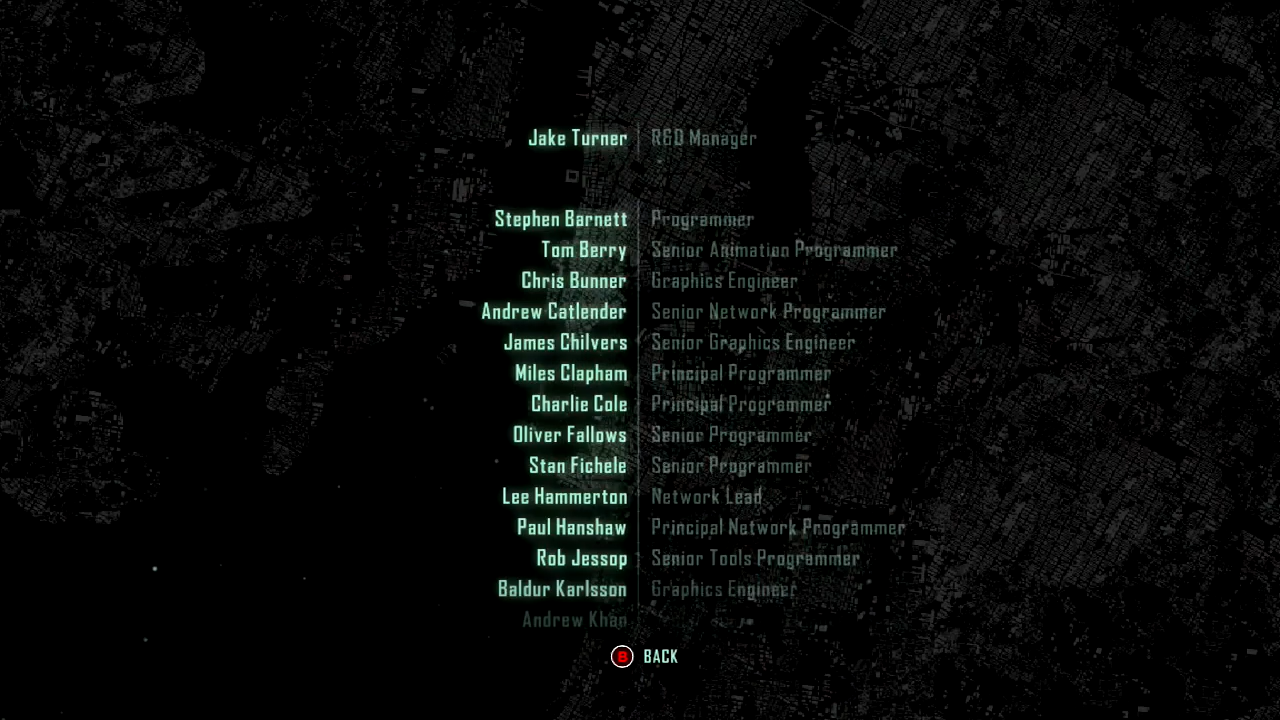 Jake Turner R&D Manager
Stephen Barnett Programmer
Tom Berry Senior Animation Programmer
Chris Bunner Graphics Engineer
Andrew Catlender Senior Network Programmer
James Chilvers Senior Graphics Engineer
Miles Clapham Principal Programmer
Charlie Cole Principal Programmer
Oliver Fallows Senior Programmer
Stan Fichele Senior Programmer
Lee Hammerton Network Lead
Paul Hanshaw Principal Network Programmer
Rob Jessop Senior Tools Programmer
Baldur Karlsson Graphics Engineer
Andrew Khan
B BACK